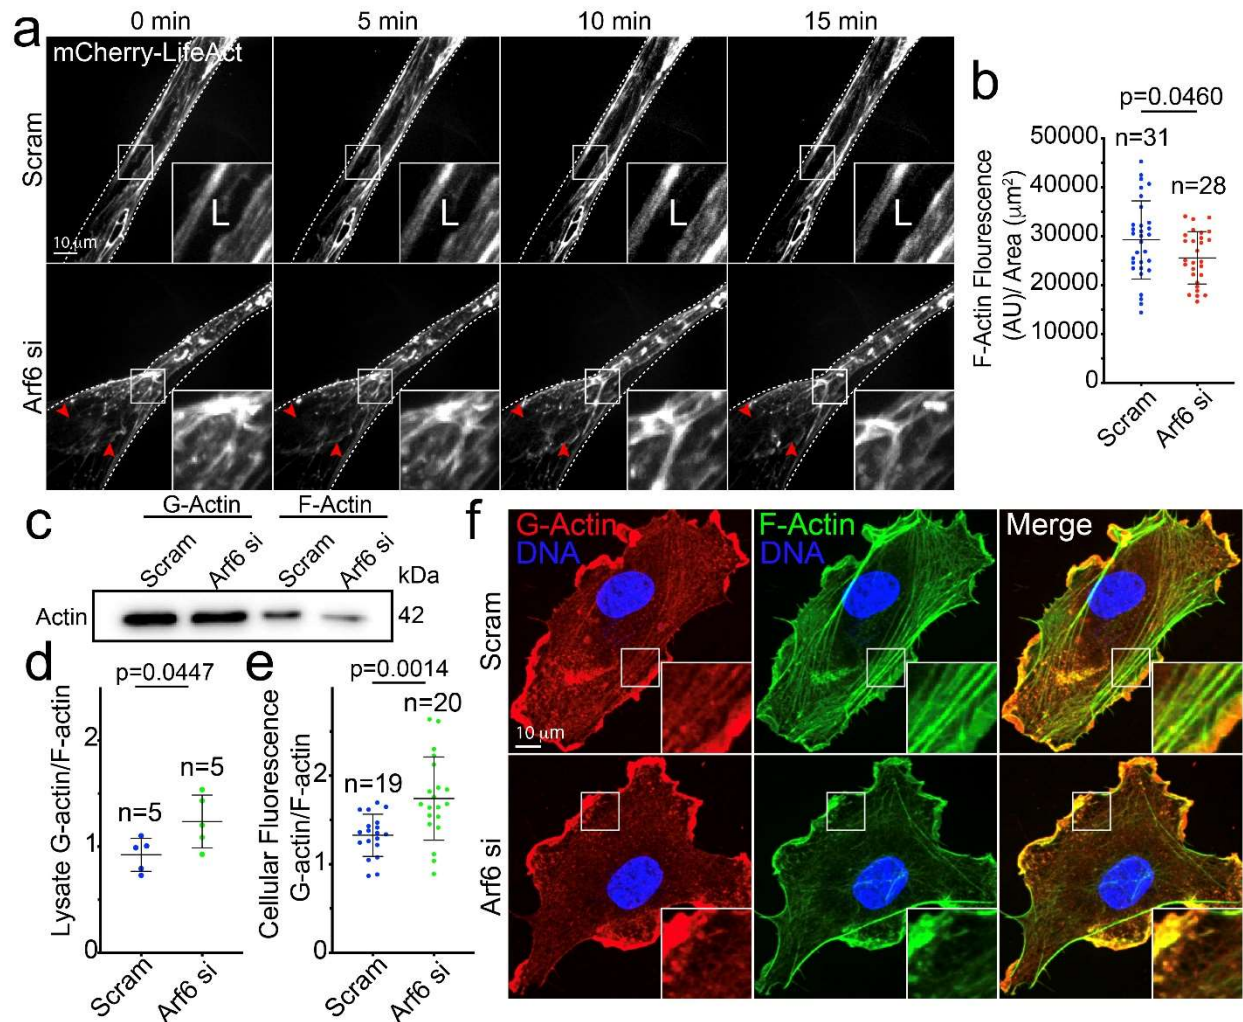 a
0 min 5 min 10 min 15 min
mCherry-LifeAct
Scram
L L L L
10 µm
Arf6 si
b
p=0.0460
50000
n=31
40000
n=28
30000
20000
10000
0
F-Actin Flourescence
(AU)/ Area (µm²)
Scram Arf6 si
c
G-Actin F-Actin
Scram Arf6 si Scram Arf6 si kDa
Actin 42
d
p=0.0447
2
n=5
n=5
1
0
Lysate G-actin/F-actin
Scram Arf6 si
e
p=0.0014
n=20
2
n=19
1
0
Cellular Fluorescence
G-actin/F-actin
Scram Arf6 si
f
G-Actin F-Actin Merge
DNA DNA
Scram
10 µm
Arf6 si